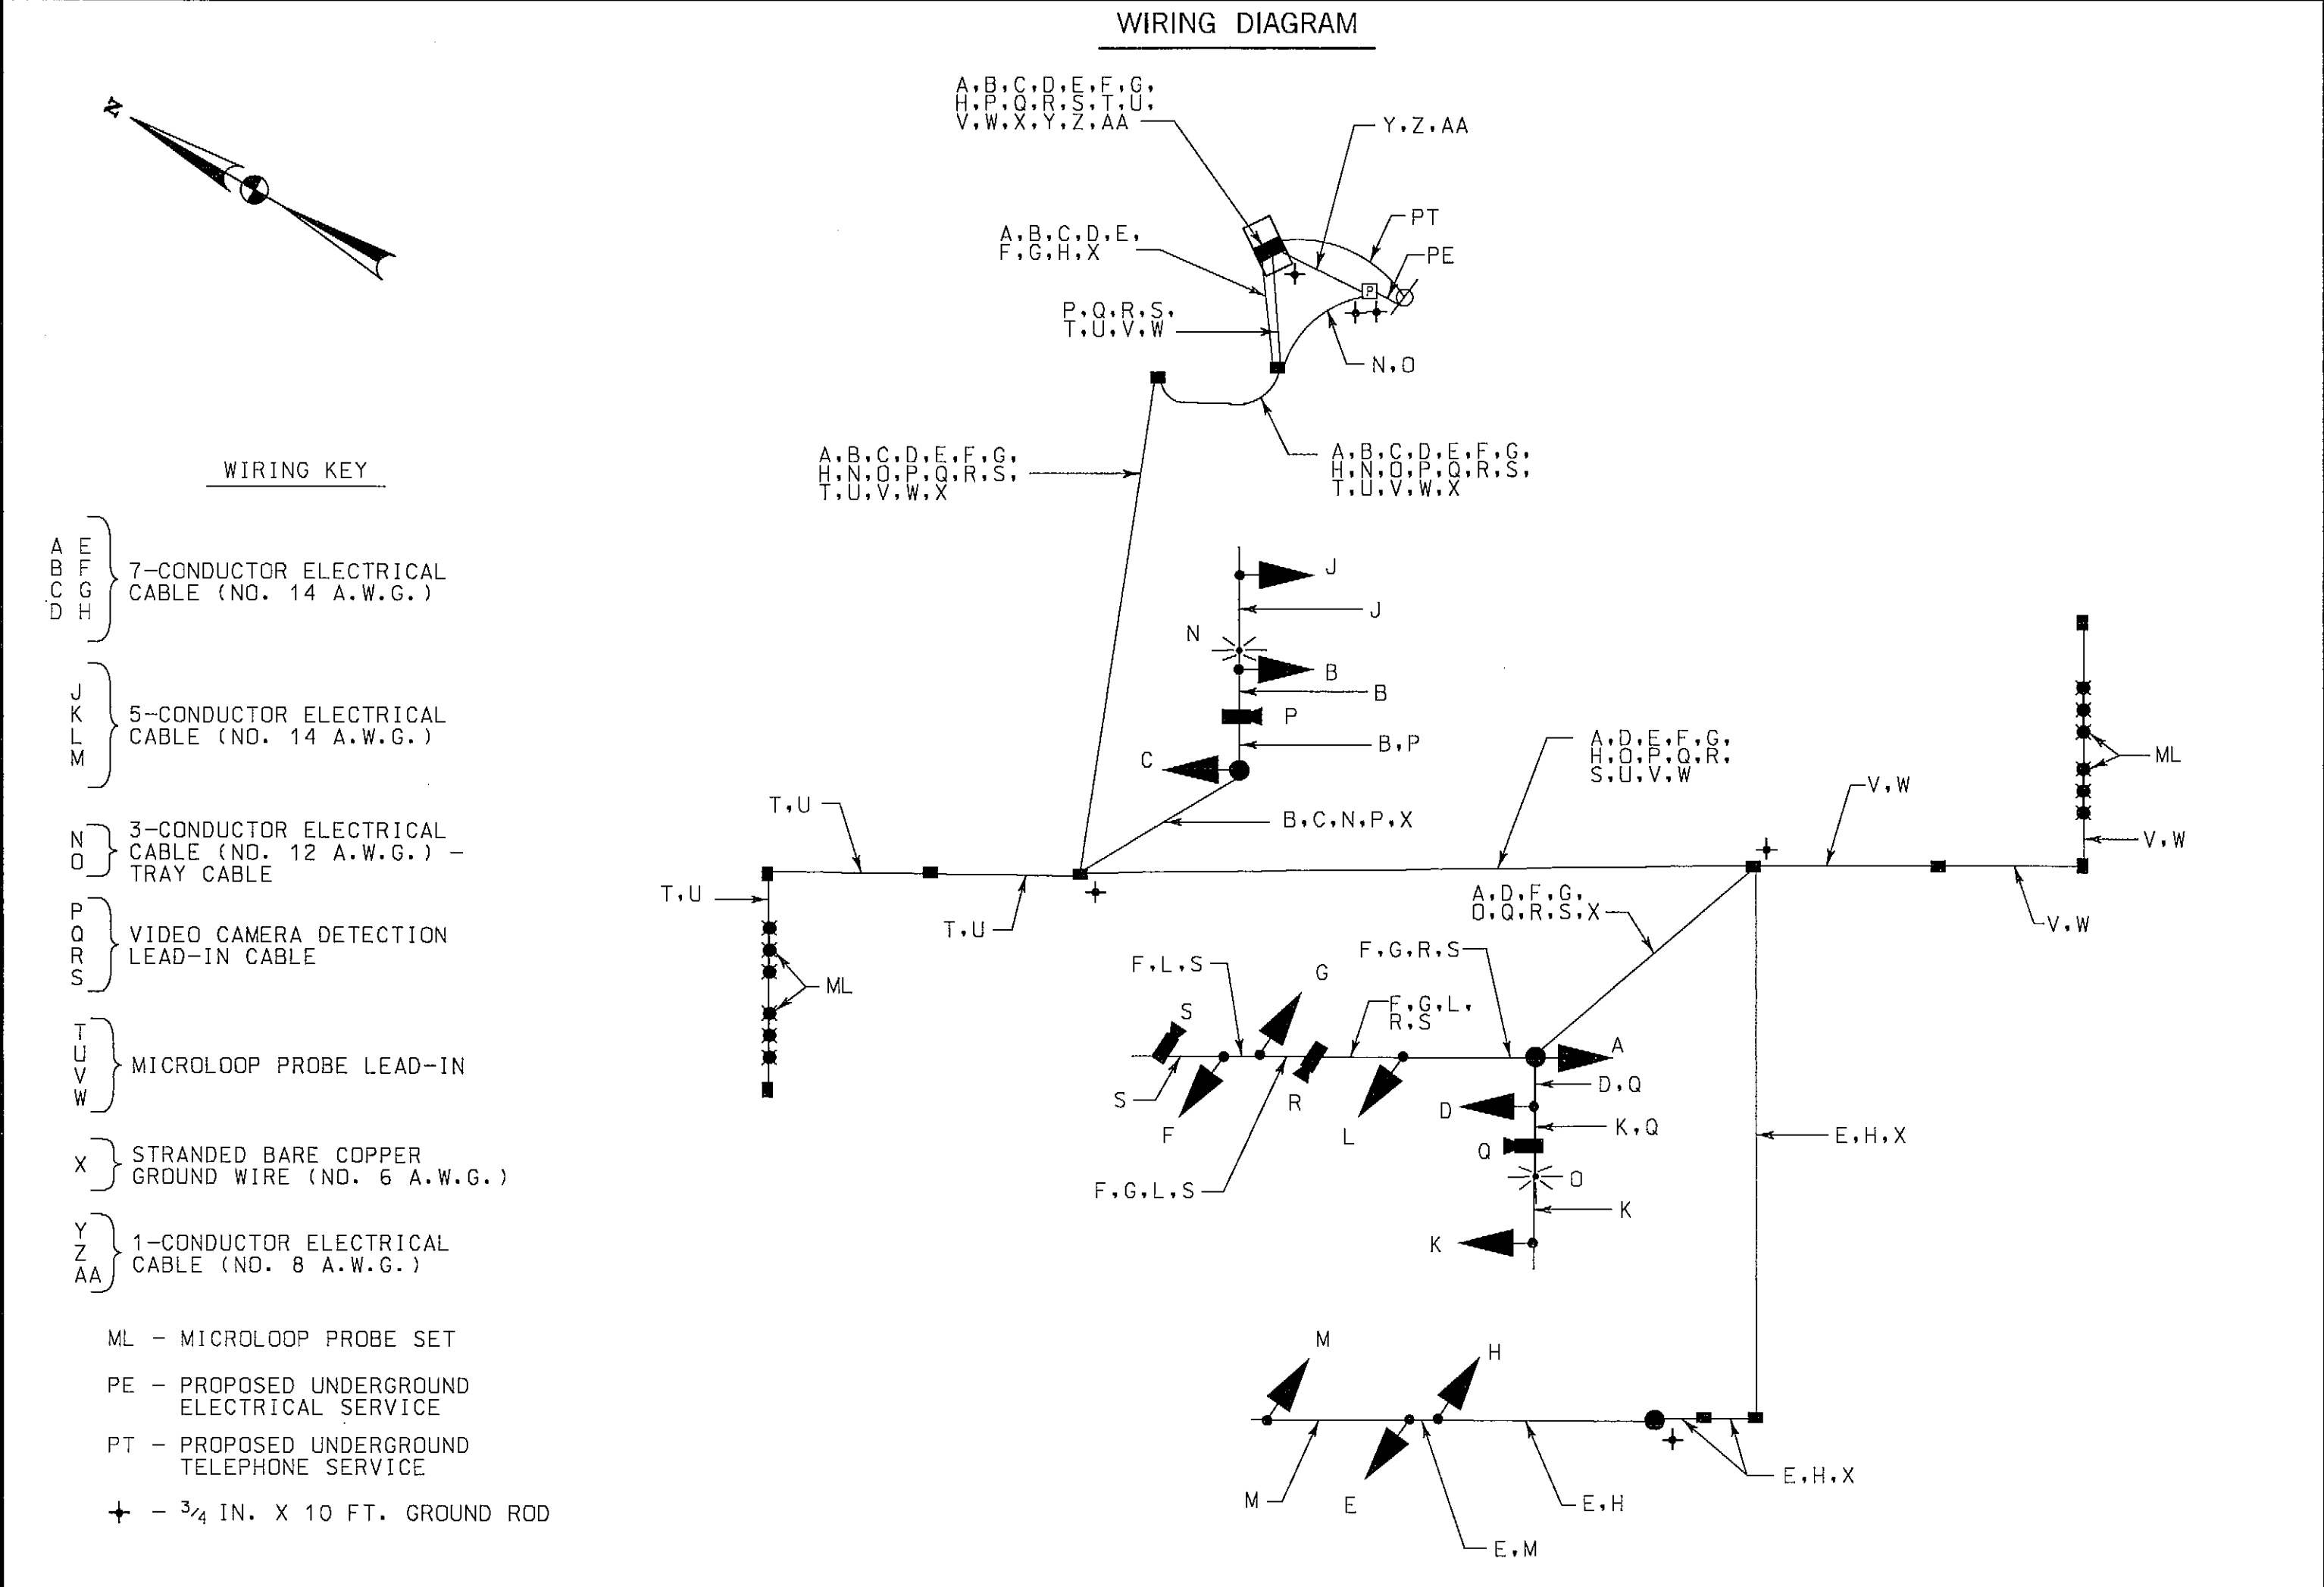 WIRING DIAGRAM
N
A,B,C,D,E,F,G,
H,P,Q,R,S,T,U,
V,W,X,Y,Z,AA
Y,Z,AA
PT
PE
P
A,B,C,D,E,
F,G,H,X
P,Q,R,S,
T,U,V,W
N,O
A,B,C,D,E,F,G,
H,N,O,P,Q,R,S,
T,U,V,W,X
A,B,C,D,E,F,G,
H,N,O,P,Q,R,S,
T,U,V,W,X
WIRING KEY
A E
B F
C G
D H
7-CONDUCTOR ELECTRICAL
CABLE (NO. 14 A.W.G.)
J
K
L
M
5-CONDUCTOR ELECTRICAL
CABLE (NO. 14 A.W.G.)
N
O
3-CONDUCTOR ELECTRICAL
CABLE (NO. 12 A.W.G.) -
TRAY CABLE
P
Q
R
S
VIDEO CAMERA DETECTION
LEAD-IN CABLE
T
U
V
W
MICROLOOP PROBE LEAD-IN
X
STRANDED BARE COPPER
GROUND WIRE (NO. 6 A.W.G.)
Y
Z
AA
1-CONDUCTOR ELECTRICAL
CABLE (NO. 8 A.W.G.)
ML - MICROLOOP PROBE SET
PE - PROPOSED UNDERGROUND
ELECTRICAL SERVICE
PT - PROPOSED UNDERGROUND
TELEPHONE SERVICE
- 3/4 IN. X 10 FT. GROUND ROD
J
J
N
B
B
P
B,P
C
B,C,N,P,X
A,D,E,F,G,
H,O,P,Q,R,
S,U,V,W
ML
V,W
V,W
V,W
T,U
T,U
T,U
ML
A,D,F,G,
O,Q,R,S,X
F,G,R,S
F,L,S
G
F,G,L,
R,S
S
A
D,Q
S
F
R
L
D
K,Q
Q
O
F,G,L,S
K
K
E,H,X
M
H
M
E
E,H
E,M
E,H,X